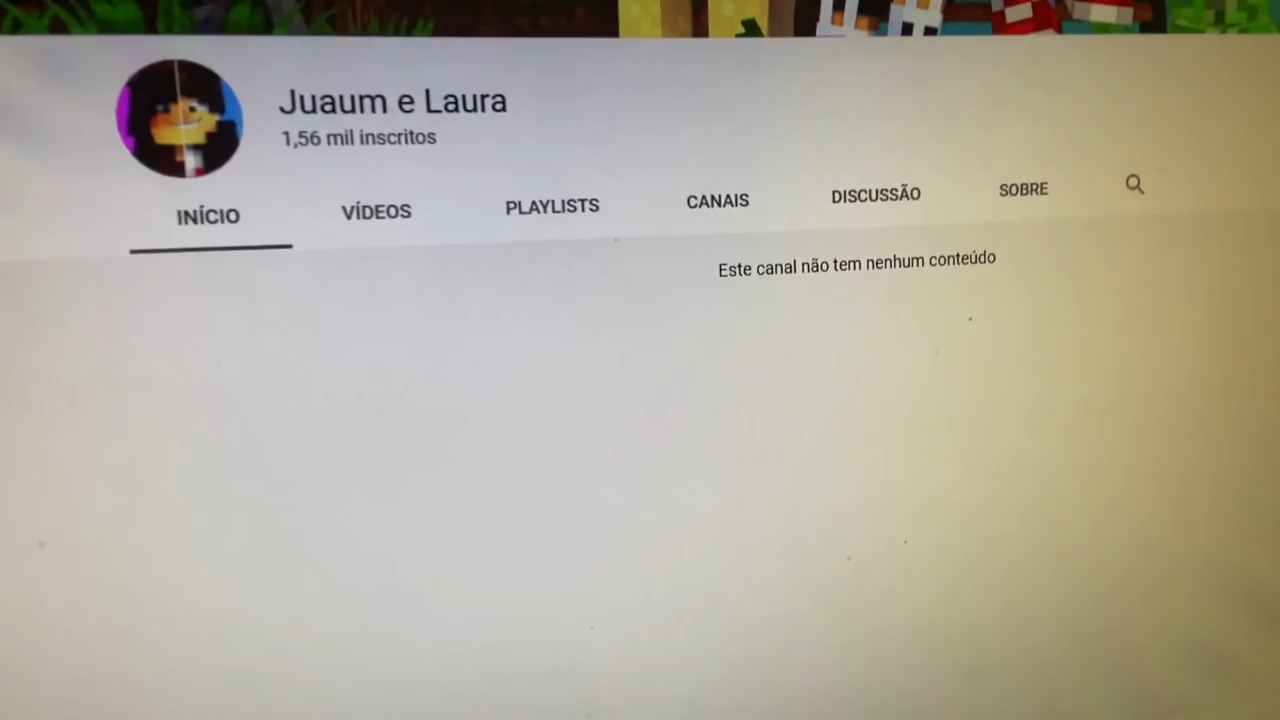 Juaum e Laura
1,56 mil inscritos
INÍCIO VÍDEOS PLAYLISTS CANAIS DISCUSSÃO SOBRE
Este canal não tem nenhum conteúdo